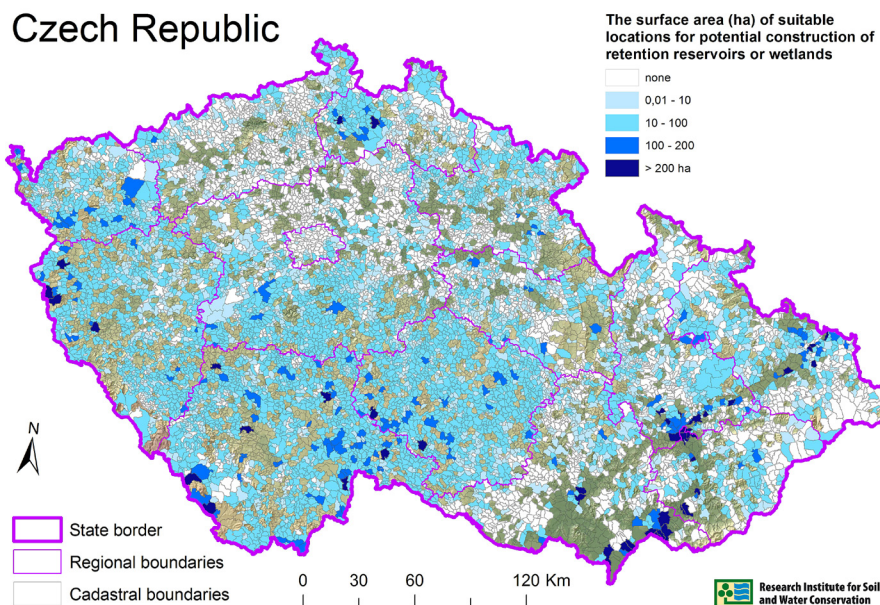 Czech Republic
The surface area (ha) of suitable
locations for potential construction of
retention reservoirs or wetlands
none
0,01 - 10
10 - 100
100 - 200
> 200 ha
N
State border
Regional boundaries
Cadastral boundaries
0 30 60 120 Km
Research Institute for Soil
and Water Conservation